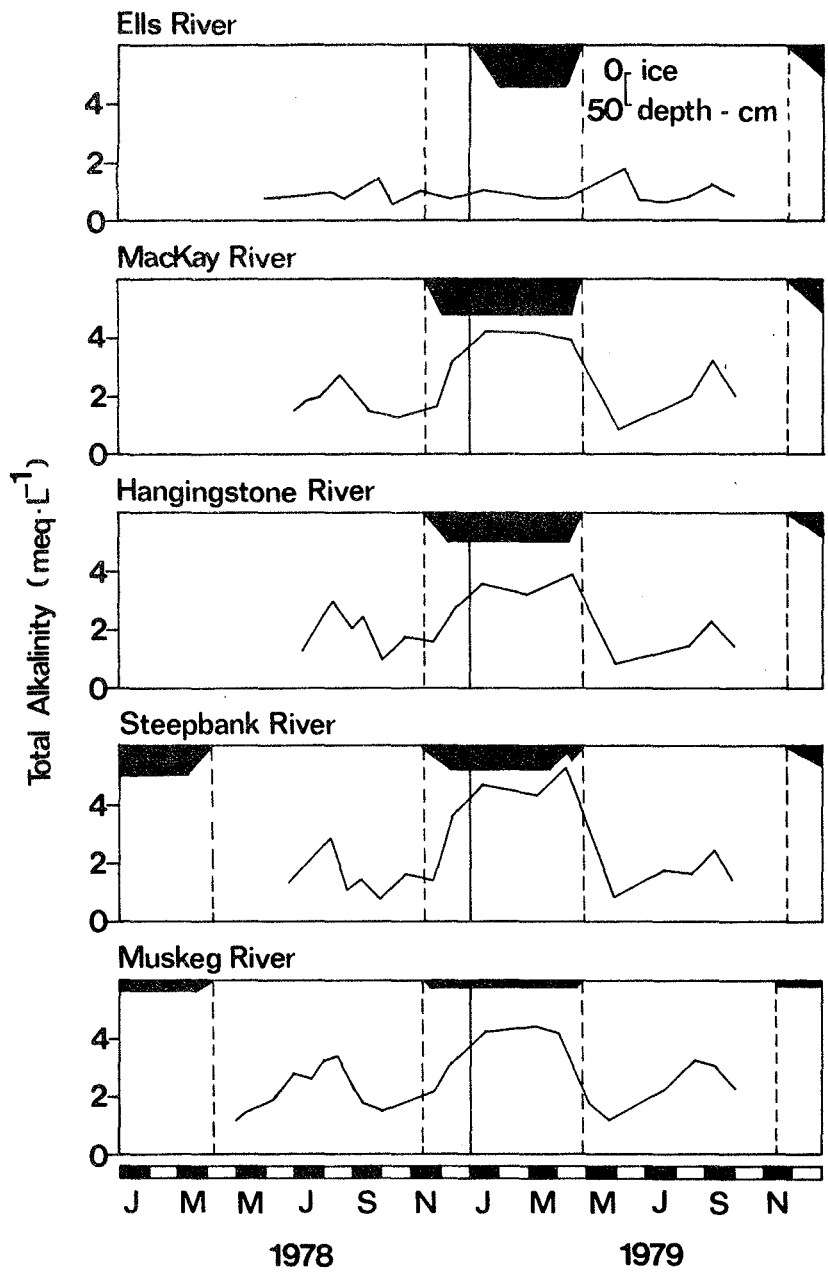 Ells River
0 ice
50 depth - cm
4
2
0
MacKay River
4
2
0
Hangingstone River
4
2
0
Steepbank River
4
2
0
Muskeg River
4
2
0
Total Alkalinity (meq·L⁻¹)
J M M J S N J M M J S N
1978 1979